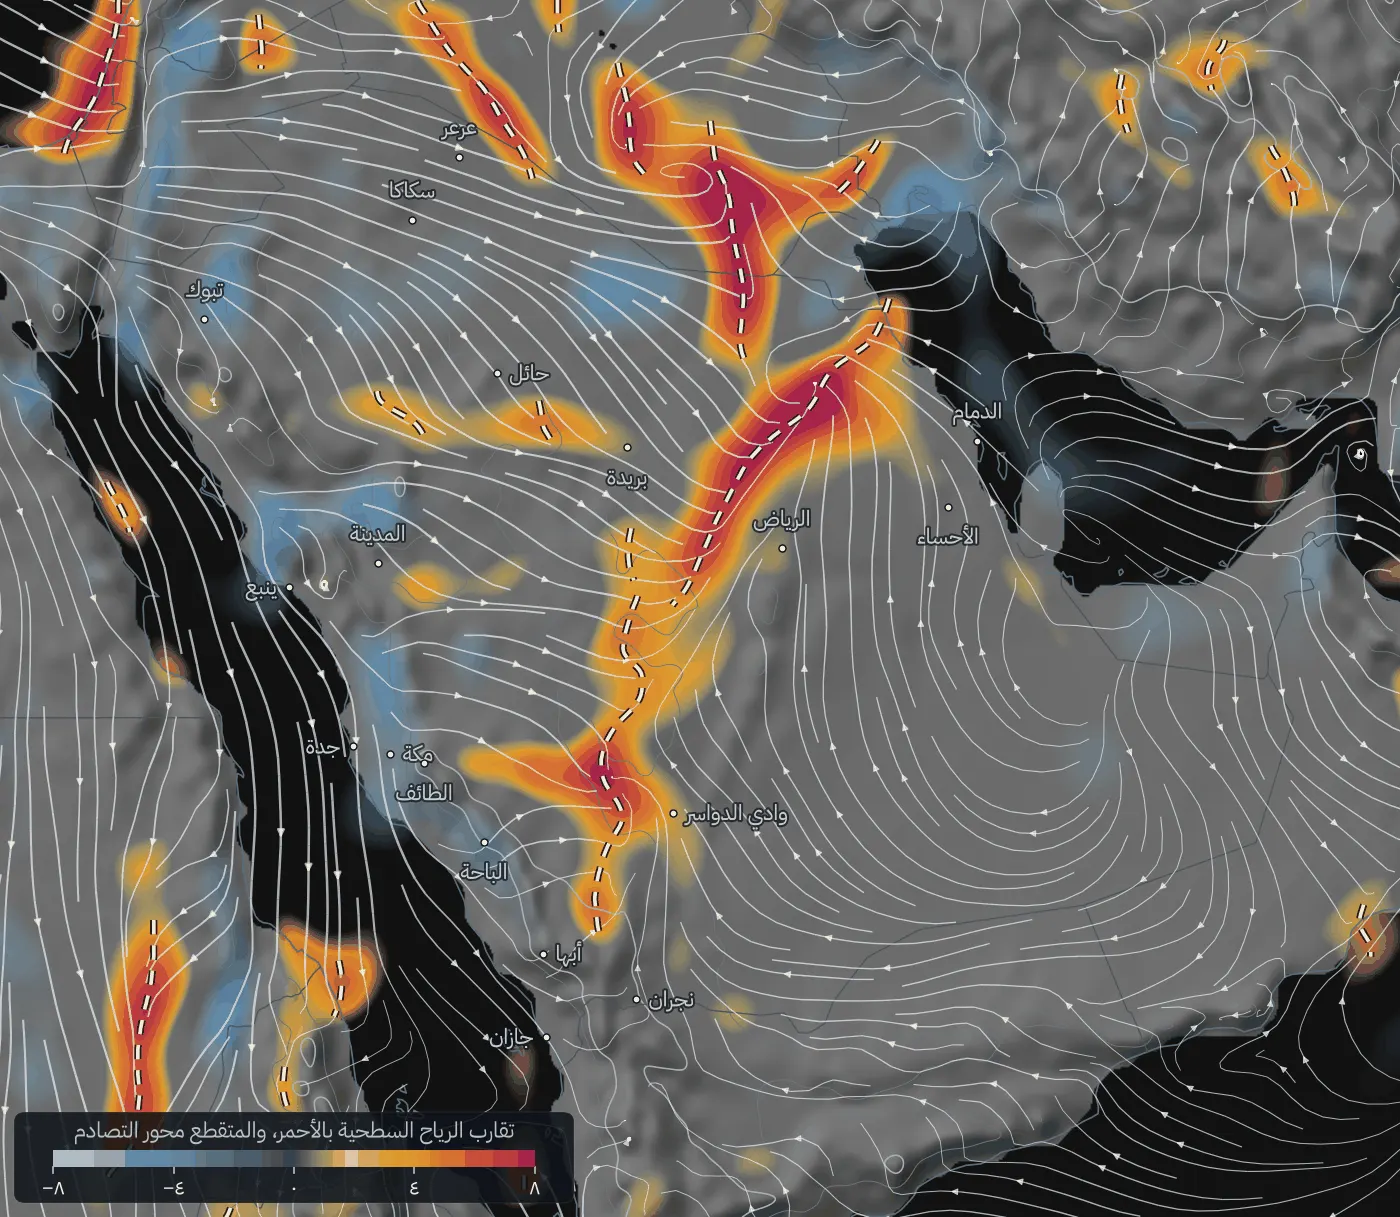 عرعر
سكاكا
تبوك
حائل
الدمام
بريدة
الرياض
المدينة
الأحساء
ينبع
جدة
مكة
الطائف
وادي الدواسر
الباحة
أبها
نجران
جازان
تقارب الرياح السطحية بالأحمر، والمتقطع محور التصادم
−٨ −٤ ٠ ٤ ٨